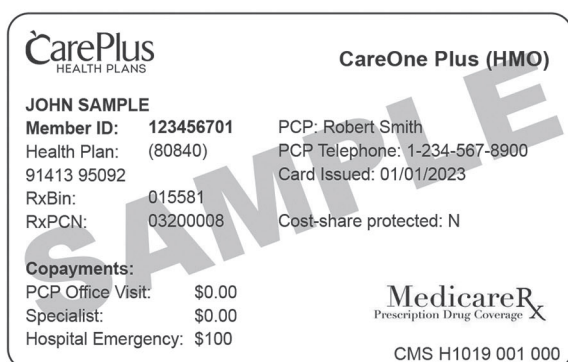 CarePlus
HEALTH PLANS
CareOne Plus (HMO)
JOHN SAMPLE
Member ID: 123456701
Health Plan: (80840)
91413 95092
RxBin: 015581
RxPCN: 03200008
PCP: Robert Smith
PCP Telephone: 1-234-567-8900
Card Issued: 01/01/2023
Cost-share protected: N
SAMPLE
Copayments:
PCP Office Visit: $0.00
Specialist: $0.00
Hospital Emergency: $100
MedicareRx
Prescription Drug Coverage
CMS H1019 001 000